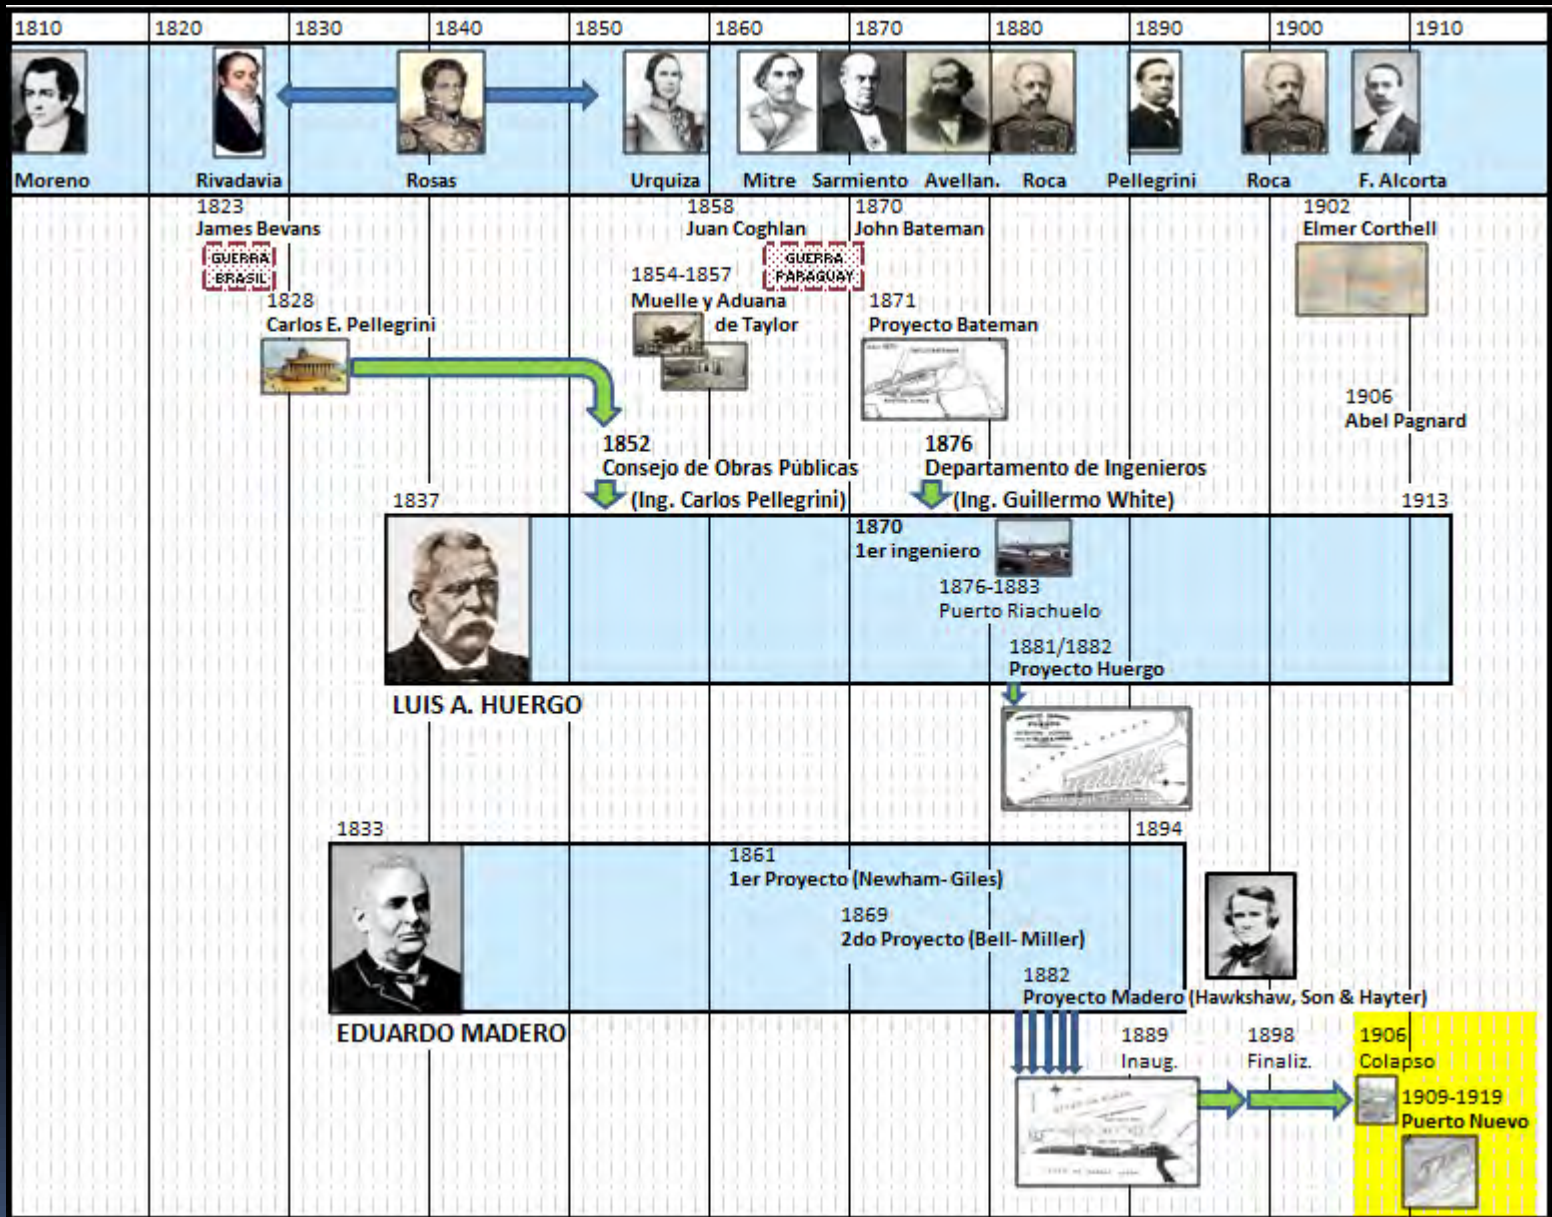 1810 1820 1830 1840 1850 1860 1870 1880 1890 1900 1910
Moreno Rivadavia Rosas Urquiza Mitre Sarmiento Avellan. Roca Pellegrini Roca F. Alcorta
1823
James Bevans
GUERRA
BRASIL
1828
Carlos E. Pellegrini
1858
Juan Coghlan
GUERRA
PARAGUAY
1854-1857
Muelle y Aduana
de Taylor
1870
John Bateman
1871
Proyecto Bateman
1902
Elmer Corthell
1906
Abel Pagnard
1852
Consejo de Obras Públicas
(Ing. Carlos Pellegrini)
1876
Departamento de Ingenieros
(Ing. Guillermo White)
1837
1913
1870
1er ingeniero
1876-1883
Puerto Riachuelo
1881/1882
Proyecto Huergo
LUIS A. HUERGO
1833
1894
1861
1er Proyecto (Newham- Giles)
1869
2do Proyecto (Bell- Miller)
1882
Proyecto Madero (Hawkshaw, Son & Hayter)
EDUARDO MADERO
1889
Inaug.
1898
Finaliz.
1906
Colapso
1909-1919
Puerto Nuevo